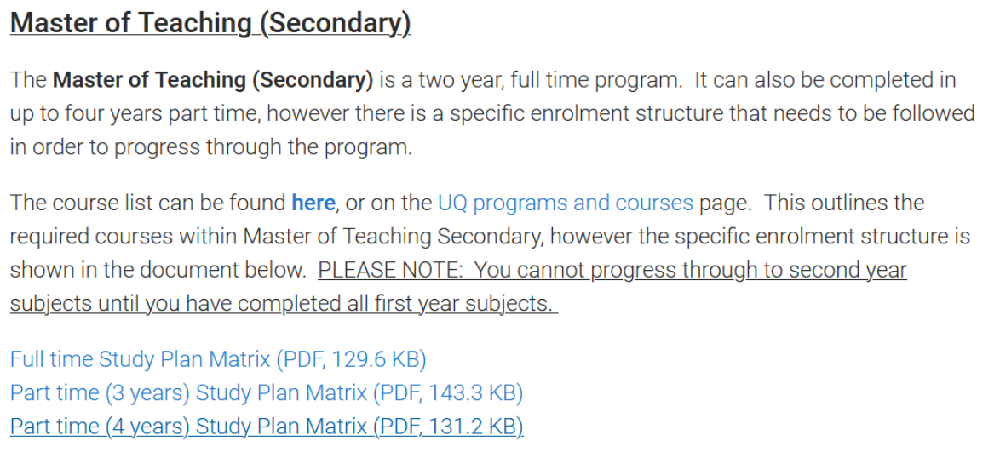 Master of Teaching (Secondary)
The Master of Teaching (Secondary) is a two year, full time program.  It can also be completed in
up to four years part time, however there is a specific enrolment structure that needs to be followed
in order to progress through the program.
The course list can be found here, or on the UQ programs and courses page.  This outlines the
required courses within Master of Teaching Secondary, however the specific enrolment structure is
shown in the document below.  PLEASE NOTE:  You cannot progress through to second year
subjects until you have completed all first year subjects.
Full time Study Plan Matrix (PDF, 129.6 KB)
Part time (3 years) Study Plan Matrix (PDF, 143.3 KB)
Part time (4 years) Study Plan Matrix (PDF, 131.2 KB)